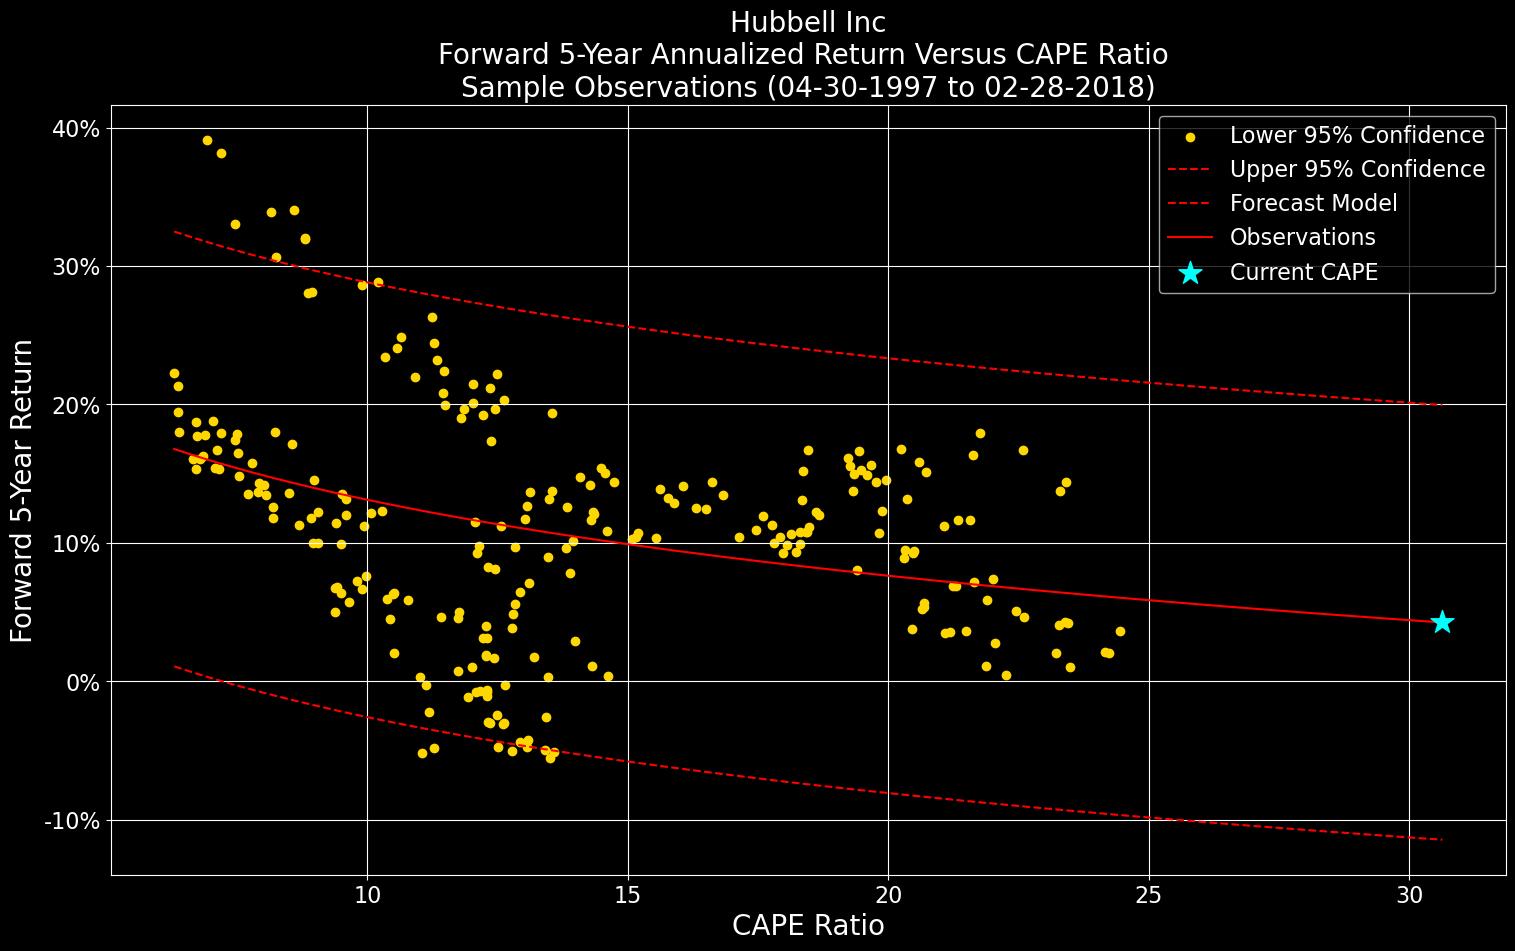 Hubbell Inc
Forward 5-Year Annualized Return Versus CAPE Ratio
Sample Observations (04-30-1997 to 02-28-2018)
Lower 95% Confidence
Upper 95% Confidence
Forecast Model
Observations
Current CAPE
Forward 5-Year Return
40%
30%
20%
10%
0%
-10%
10
15
20
25
30
CAPE Ratio